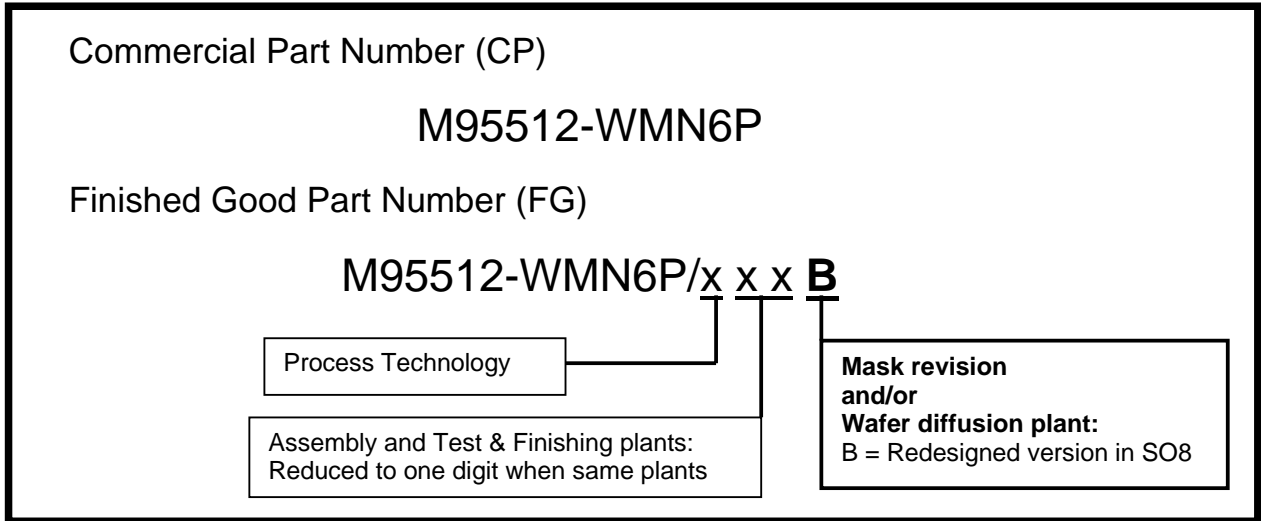 Commercial Part Number (CP)
M95512-WMN6P
Finished Good Part Number (FG)
M95512-WMN6P/x x x B
Process Technology
Assembly and Test & Finishing plants:
Reduced to one digit when same plants
Mask revision
and/or
Wafer diffusion plant:
B = Redesigned version in SO8